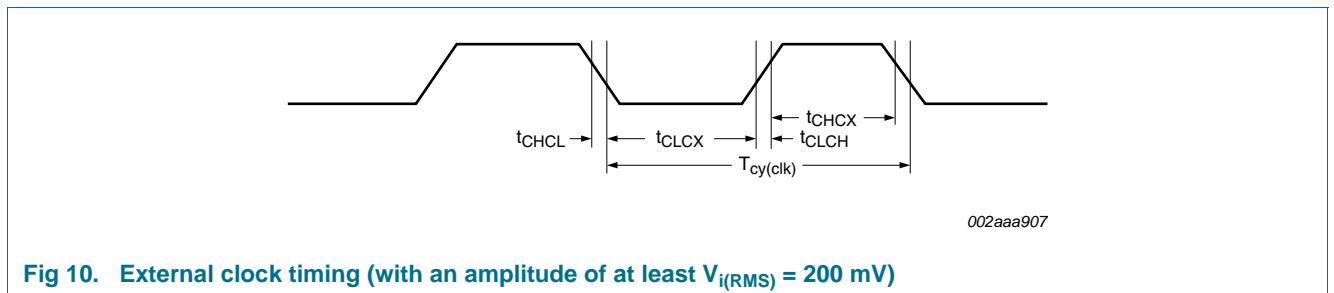 tCHCX
tCHCL
tCLCX
tCLCH
Tcy(clk)
002aaa907
Fig 10. External clock timing (with an amplitude of at least Vi(RMS) = 200 mV)